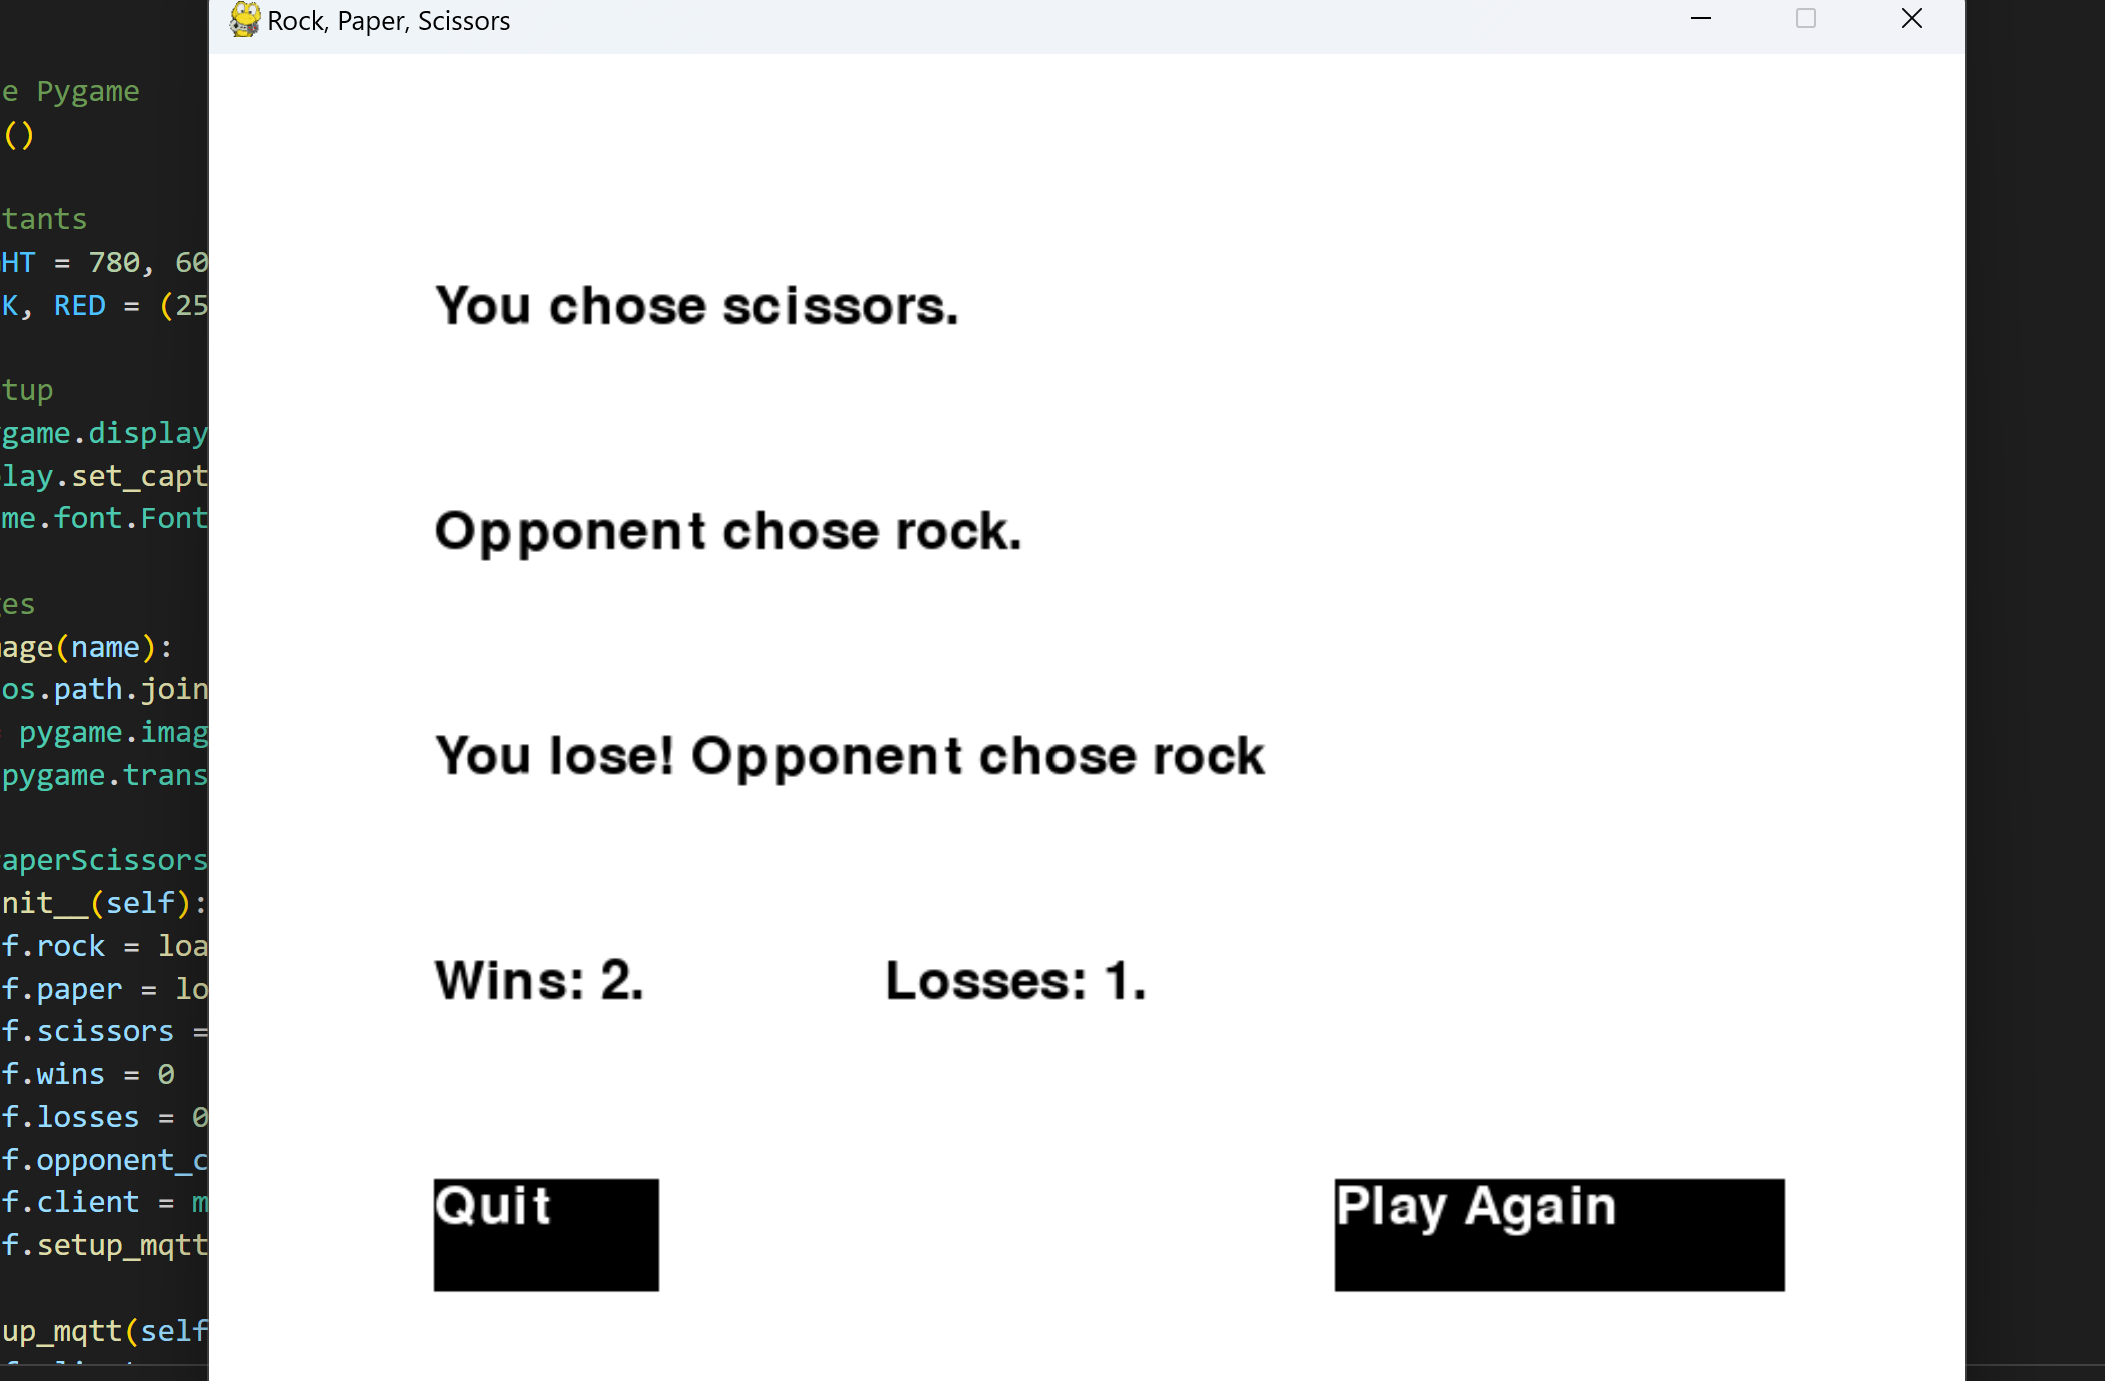 Rock, Paper, Scissors
e Pygame
()
tants
HT = 780, 60
K, RED = (25
tup
game.display
lay.set_capt
me.font.Font
es
age(name):
os.path.join
= pygame.imag
pygame.trans
aperScissors
nit__(self):
f.rock = loa
f.paper = lo
f.scissors =
f.wins = 0
f.losses = 0
f.opponent_c
f.client = m
f.setup_mqtt
up_mqtt(self
You chose scissors.
Opponent chose rock.
You lose! Opponent chose rock
Wins: 2. Losses: 1.
Quit Play Again